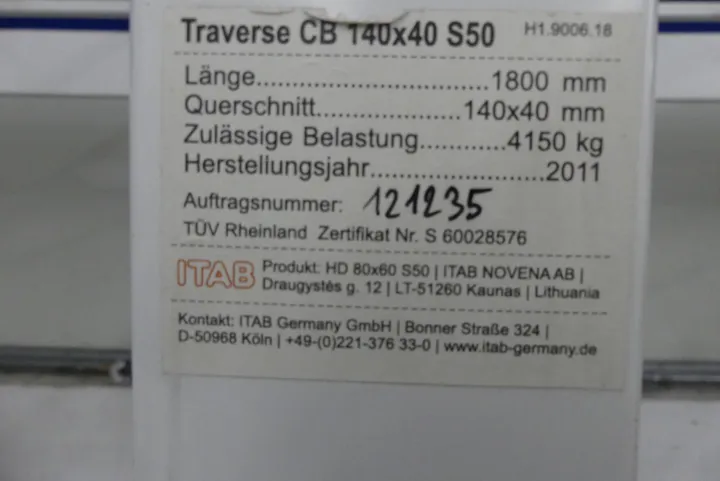 Traverse CB 140x40 S50 H1.9006.18
Länge..............................1800 mm
Querschnitt....................140x40 mm
Zulässige Belastung............4150 kg
Herstellungsjahr........................2011
Auftragsnummer: 121235
TÜV Rheinland Zertifikat Nr. S 60028576
ITAB Produkt: HD 80x60 S50 | ITAB NOVENA AB |
Draugystės g. 12 | LT-51260 Kaunas | Lithuania
Kontakt: ITAB Germany GmbH | Bonner Straße 324 |
D-50968 Köln | +49-(0)221-376 33-0 | www.itab-germany.de